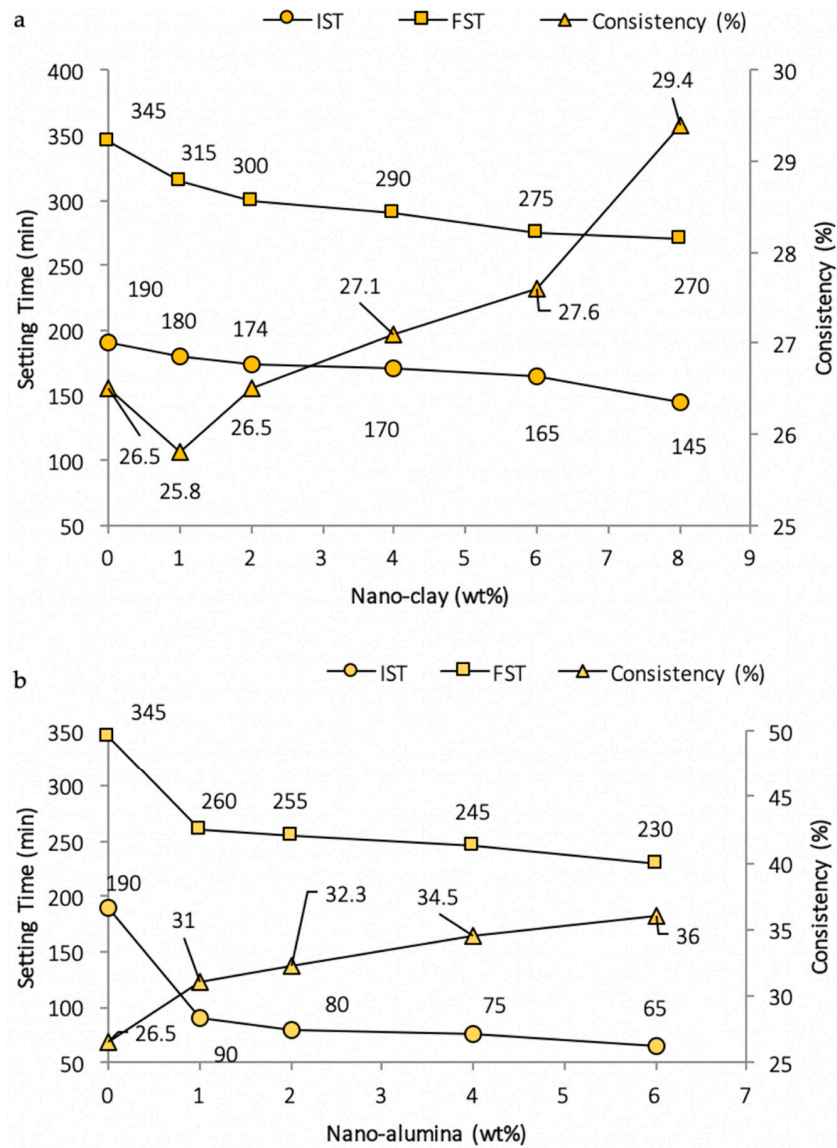 a
IST FST Consistency (%)
400 30
345
29.4
350 315
300 29
290
300 275
250 28
190
27.1
180 174
270
200 27.6
27
150
26.5
26.5 170 165 145
26
100
25.8
50 25
0 1 2 3 4 5 6 7 8 9
Setting Time (min)
Consistency (%)
Nano-clay (wt%)
b
IST FST Consistency (%)
345
350 50
300 260 255 45
245
230
250
40
200 190
32.3 34.5
31 35
36
150
80 75 65
30
100
26.5
90
50 25
0 1 2 3 4 5 6 7
Setting Time (min)
Consistency (%)
Nano-alumina (wt%)